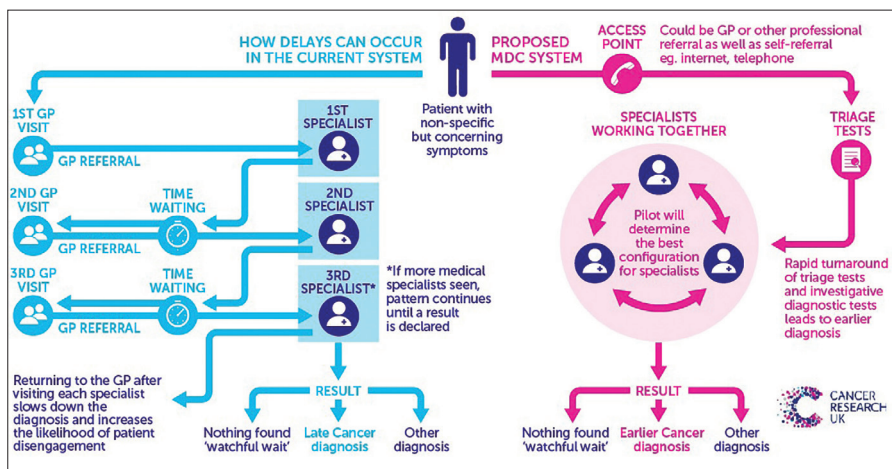 HOW DELAYS CAN OCCUR
IN THE CURRENT SYSTEM
1ST GP
VISIT
GP REFERRAL
1ST
SPECIALIST
2ND GP
VISIT
TIME
WAITING
GP REFERRAL
2ND
SPECIALIST
3RD GP
VISIT
TIME
WAITING
GP REFERRAL
3RD
SPECIALIST*
*If more medical
specialists seen,
pattern continues
until a result
is declared
Returning to the GP after
visiting each specialist
slows down the
diagnosis and increases
the likelihood of patient
disengagement
RESULT
Nothing found
'watchful wait'
Late Cancer
diagnosis
Other
diagnosis
Patient with
non-specific
but concerning
symptoms
PROPOSED
MDC SYSTEM
ACCESS
POINT
Could be GP or other professional
referral as well as self-referral
eg. internet, telephone
TRIAGE
TESTS
SPECIALISTS
WORKING TOGETHER
Pilot will
determine
the best
configuration
for specialists
Rapid turnaround
of triage tests
and investigative
diagnostic tests
leads to earlier
diagnosis
RESULT
Nothing found
'watchful wait'
Earlier Cancer
diagnosis
Other
diagnosis
CANCER
RESEARCH
UK